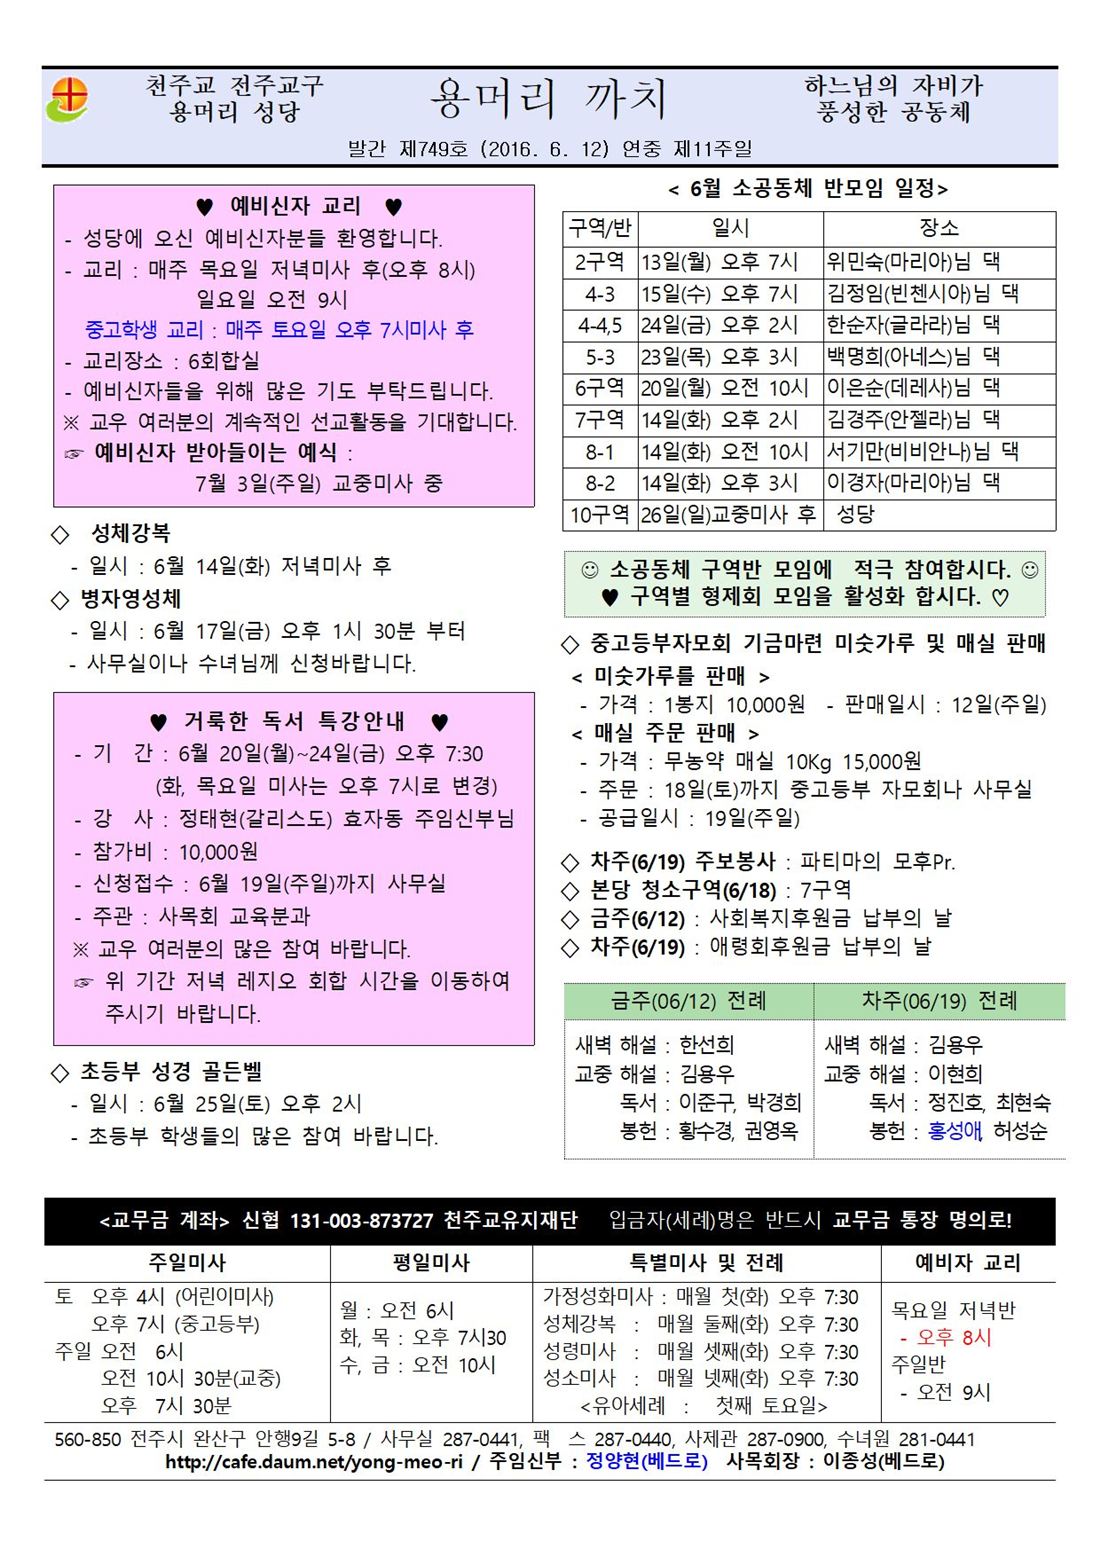 천주교 전주교구
용머리 성당
용머리 까치
하느님의 자비가
풍성한 공동체
발간 제749호 (2016. 6. 12) 연중 제11주일
♥ 예비신자 교리 ♥
- 성당에 오신 예비신자분들 환영합니다.
- 교리 : 매주 목요일 저녁미사 후(오후 8시)
일요일 오전 9시
중고학생 교리 : 매주 토요일 오후 7시미사 후
- 교리장소 : 6회합실
- 예비신자들을 위해 많은 기도 부탁드립니다.
※ 교우 여러분의 계속적인 선교활동을 기대합니다.
☞ 예비신자 받아들이는 예식 :
7월 3일(주일) 교중미사 중
◇ 성체강복
- 일시 : 6월 14일(화) 저녁미사 후
◇ 병자영성체
- 일시 : 6월 17일(금) 오후 1시 30분 부터
- 사무실이나 수녀님께 신청바랍니다.
♥ 거룩한 독서 특강안내 ♥
- 기 간 : 6월 20일(월)~24일(금) 오후 7:30
(화, 목요일 미사는 오후 7시로 변경)
- 강 사 : 정태현(갈리스도) 효자동 주임신부님
- 참가비 : 10,000원
- 신청접수 : 6월 19일(주일)까지 사무실
- 주관 : 사목회 교육분과
※ 교우 여러분의 많은 참여 바랍니다.
☞ 위 기간 저녁 레지오 회합 시간을 이동하여
주시기 바랍니다.
◇ 초등부 성경 골든벨
- 일시 : 6월 25일(토) 오후 2시
- 초등부 학생들의 많은 참여 바랍니다.
< 6월 소공동체 반모임 일정>
구역/반 일시 장소
2구역 13일(월) 오후 7시 위민숙(마리아)님 댁
4-3 15일(수) 오후 7시 김정임(빈첸시아)님 댁
4-4,5 24일(금) 오후 2시 한순자(글라라)님 댁
5-3 23일(목) 오후 3시 백명희(아네스)님 댁
6구역 20일(월) 오전 10시 이은순(데레사)님 댁
7구역 14일(화) 오후 2시 김경주(안젤라)님 댁
8-1 14일(화) 오전 10시 서기만(비비안나)님 댁
8-2 14일(화) 오후 3시 이경자(마리아)님 댁
10구역 26일(일)교중미사 후 성당
☺ 소공동체 구역반 모임에 적극 참여합시다. ☺
♥ 구역별 형제회 모임을 활성화 합시다. ♡
◇ 중고등부자모회 기금마련 미숫가루 및 매실 판매
< 미숫가루를 판매 >
- 가격 : 1봉지 10,000원 - 판매일시 : 12일(주일)
< 매실 주문 판매 >
- 가격 : 무농약 매실 10Kg 15,000원
- 주문 : 18일(토)까지 중고등부 자모회나 사무실
- 공급일시 : 19일(주일)
◇ 차주(6/19) 주보봉사 : 파티마의 모후Pr.
◇ 본당 청소구역(6/18) : 7구역
◇ 금주(6/12) : 사회복지후원금 납부의 날
◇ 차주(6/19) : 애령회후원금 납부의 날
금주(06/12) 전례 차주(06/19) 전례
새벽 해설 : 한선희 새벽 해설 : 김용우
교중 해설 : 김용우 교중 해설 : 이현희
독서 : 이준구, 박경희 독서 : 정진호, 최현숙
봉헌 : 황수경, 권영옥 봉헌 : 홍성애, 허성순
<교무금 계좌> 신협 131-003-873727 천주교유지재단 입금자(세례)명은 반드시 교무금 통장 명의로!
주일미사 평일미사 특별미사 및 전례 예비자 교리
토 오후 4시 (어린이미사)
오후 7시 (중고등부)
주일 오전 6시
오전 10시 30분(교중)
오후 7시 30분
월 : 오전 6시
화, 목 : 오후 7시30
수, 금 : 오전 10시
가정성화미사 : 매월 첫(화) 오후 7:30
성체강복 : 매월 둘째(화) 오후 7:30
성령미사 : 매월 셋째(화) 오후 7:30
성소미사 : 매월 넷째(화) 오후 7:30
<유아세례 : 첫째 토요일>
목요일 저녁반
- 오후 8시
주일반
- 오전 9시
560-850 전주시 완산구 안행9길 5-8 / 사무실 287-0441, 팩 스 287-0440, 사제관 287-0900, 수녀원 281-0441
http://cafe.daum.net/yong-meo-ri / 주임신부 : 정양현(베드로) 사목회장 : 이종성(베드로)